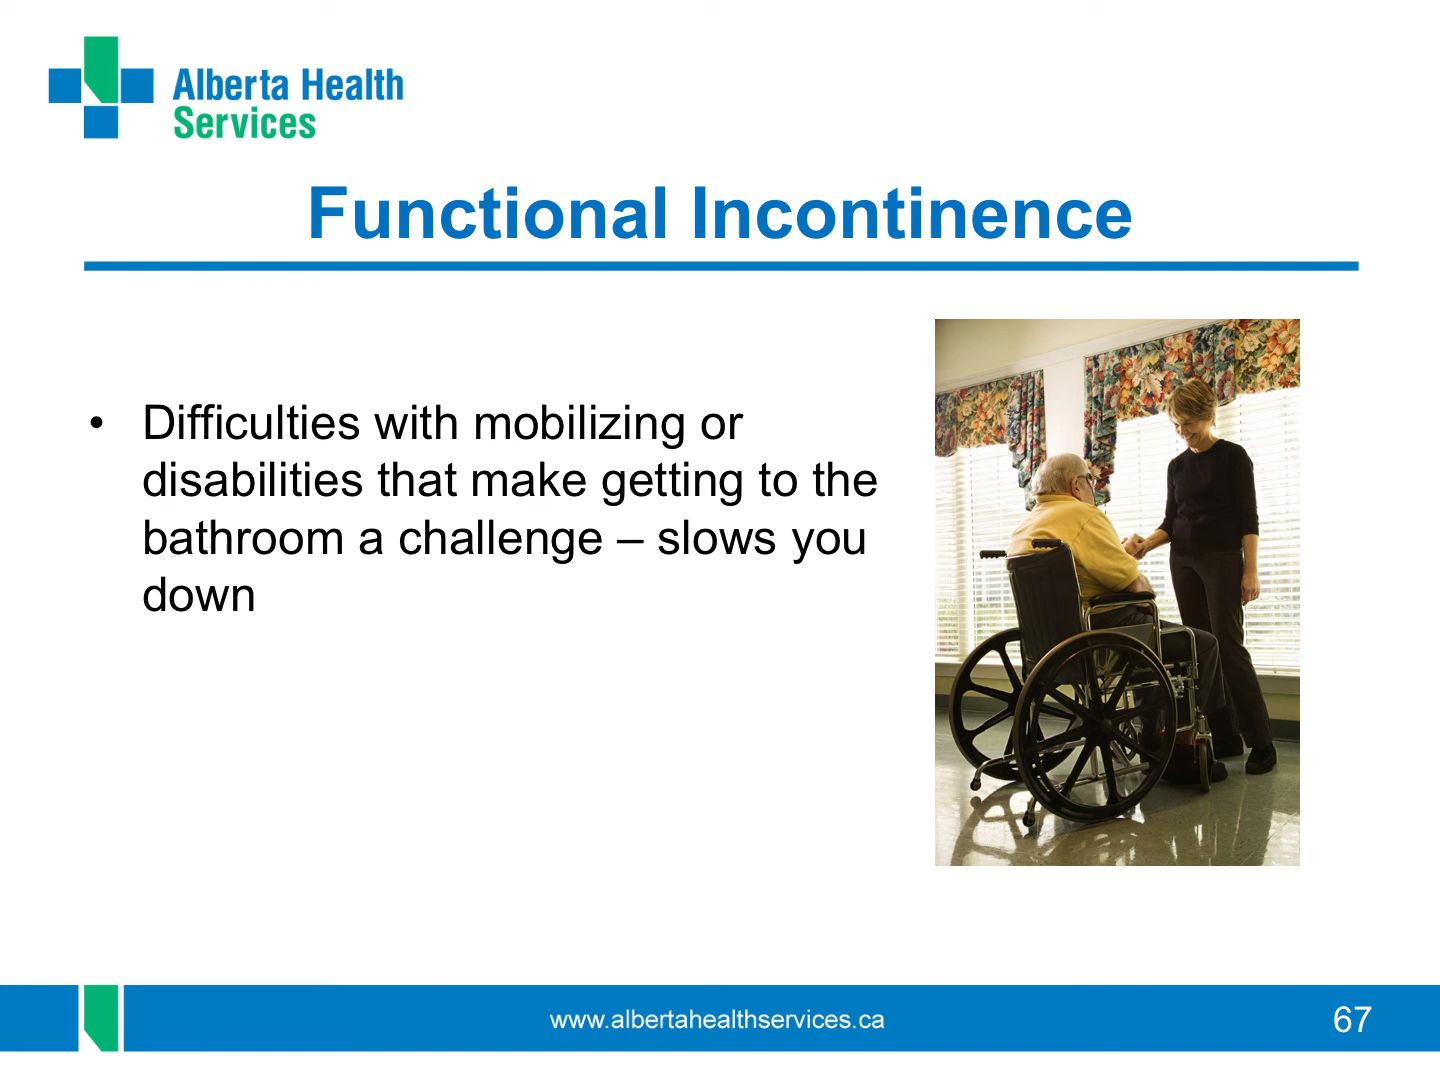 Alberta Health
Services
Functional Incontinence
• Difficulties with mobilizing or
disabilities that make getting to the
bathroom a challenge – slows you
down
www.albertahealthservices.ca
67